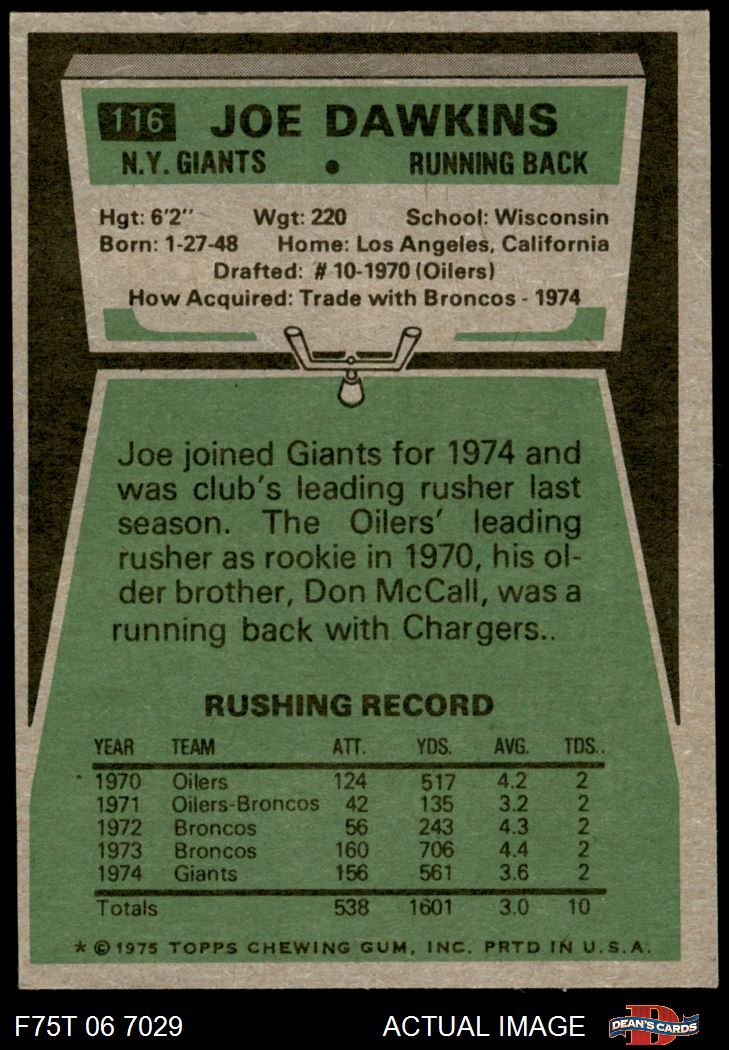 116 JOE DAWKINS
N.Y. GIANTS • RUNNING BACK
Hgt: 6'2" Wgt: 220 School: Wisconsin
Born: 1-27-48 Home: Los Angeles, California
Drafted: #10-1970 (Oilers)
How Acquired: Trade with Broncos - 1974
Joe joined Giants for 1974 and
was club's leading rusher last
season. The Oilers' leading
rusher as rookie in 1970, his ol-
der brother, Don McCall, was a
running back with Chargers..
RUSHING RECORD
YEAR TEAM ATT. YDS. AVG. TDS..
1970 Oilers 124 517 4.2 2
1971 Oilers-Broncos 42 135 3.2 2
1972 Broncos 56 243 4.3 2
1973 Broncos 160 706 4.4 2
1974 Giants 156 561 3.6 2
Totals 538 1601 3.0 10
* © 1975 TOPPS CHEWING GUM, INC. PRTD IN U.S.A.
F75T 06 7029 ACTUAL IMAGE D DEAN'S CARDS